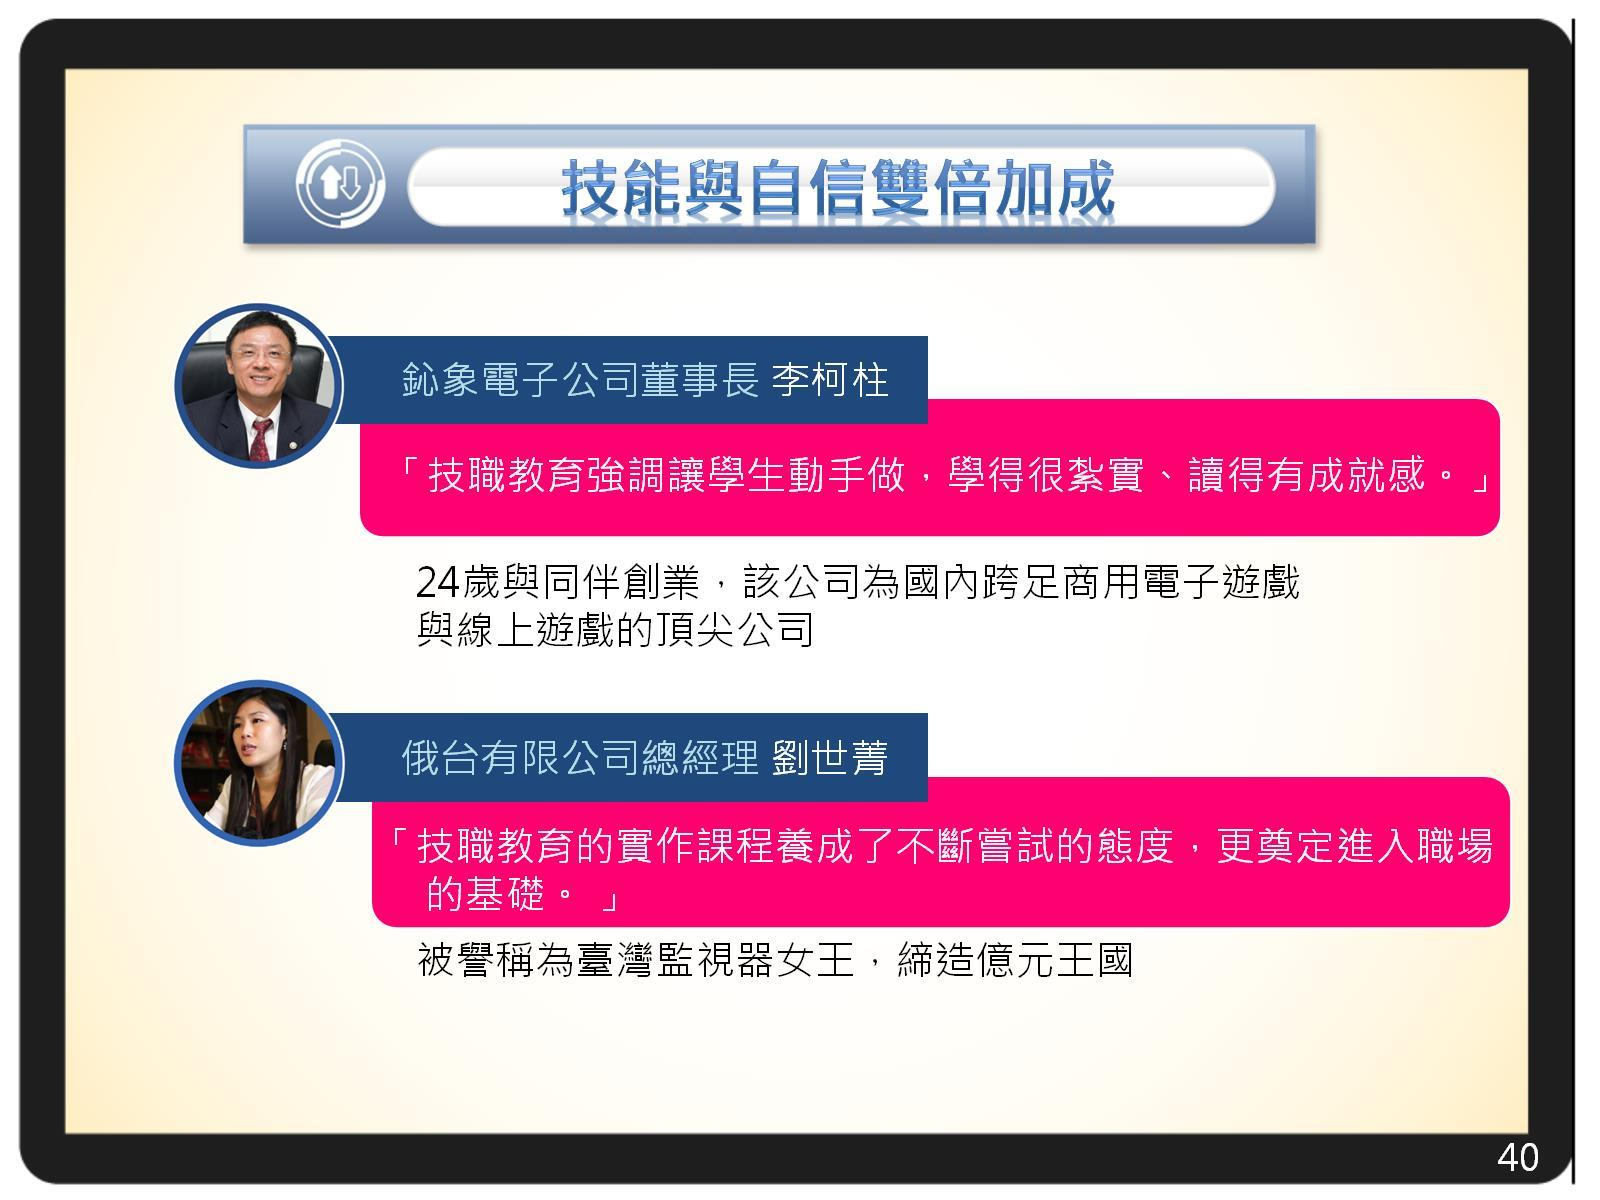 技能與自信雙倍加成
鈊象電子公司董事長 李柯柱
「技職教育強調讓學生動手做，學得很紮實、讀得有成就感。」
24歲與同伴創業，該公司為國內跨足商用電子遊戲
與線上遊戲的頂尖公司
俄台有限公司總經理 劉世菁
「技職教育的實作課程養成了不斷嘗試的態度，更奠定進入職場
的基礎。 」
被譽稱為臺灣監視器女王，締造億元王國
40